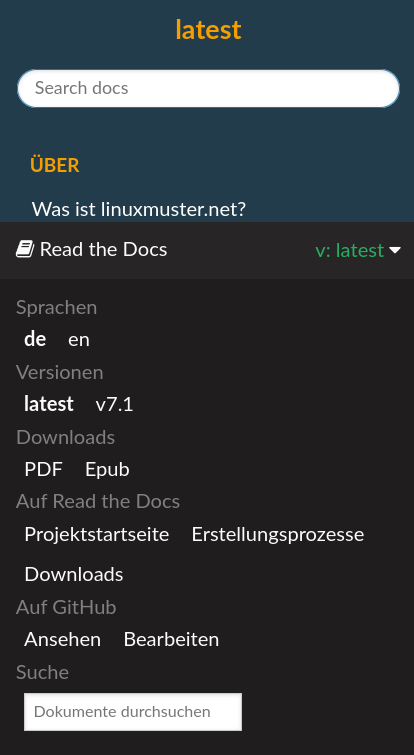 latest
Search docs
ÜBER
Was ist linuxmuster.net?
Read the Docs v: latest
Sprachen
de en
Versionen
latest v7.1
Downloads
PDF Epub
Auf Read the Docs
Projektstartseite Erstellungsprozesse
Downloads
Auf GitHub
Ansehen Bearbeiten
Suche
Dokumente durchsuchen